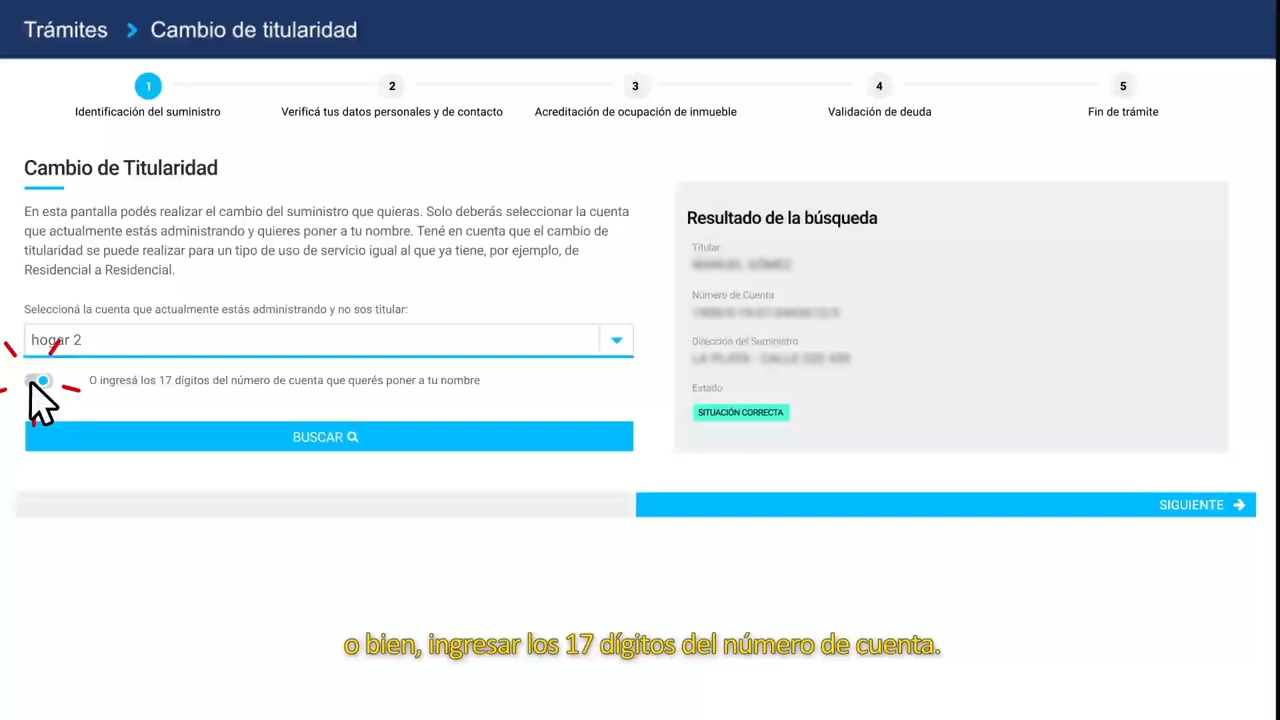 Trámites > Cambio de titularidad
1 2 3 4 5
Identificación del suministro Verificá tus datos personales y de contacto Acreditación de ocupación de inmueble Validación de deuda Fin de trámite
Cambio de Titularidad
En esta pantalla podés realizar el cambio del suministro que quieras. Solo deberás seleccionar la cuenta
que actualmente estás administrando y quieres poner a tu nombre. Tené en cuenta que el cambio de
titularidad se puede realizar para un tipo de uso de servicio igual al que ya tiene, por ejemplo, de
Residencial a Residencial.
Seleccioná la cuenta que actualmente estás administrando y no sos titular:
hogar 2
O ingresá los 17 dígitos del número de cuenta que querés poner a tu nombre
BUSCAR
Resultado de la búsqueda
Titular
Número de Cuenta
Direccion del Suministro
Estado
SITUACIÓN CORRECTA
SIGUIENTE
o bien, ingresar los 17 dígitos del número de cuenta.